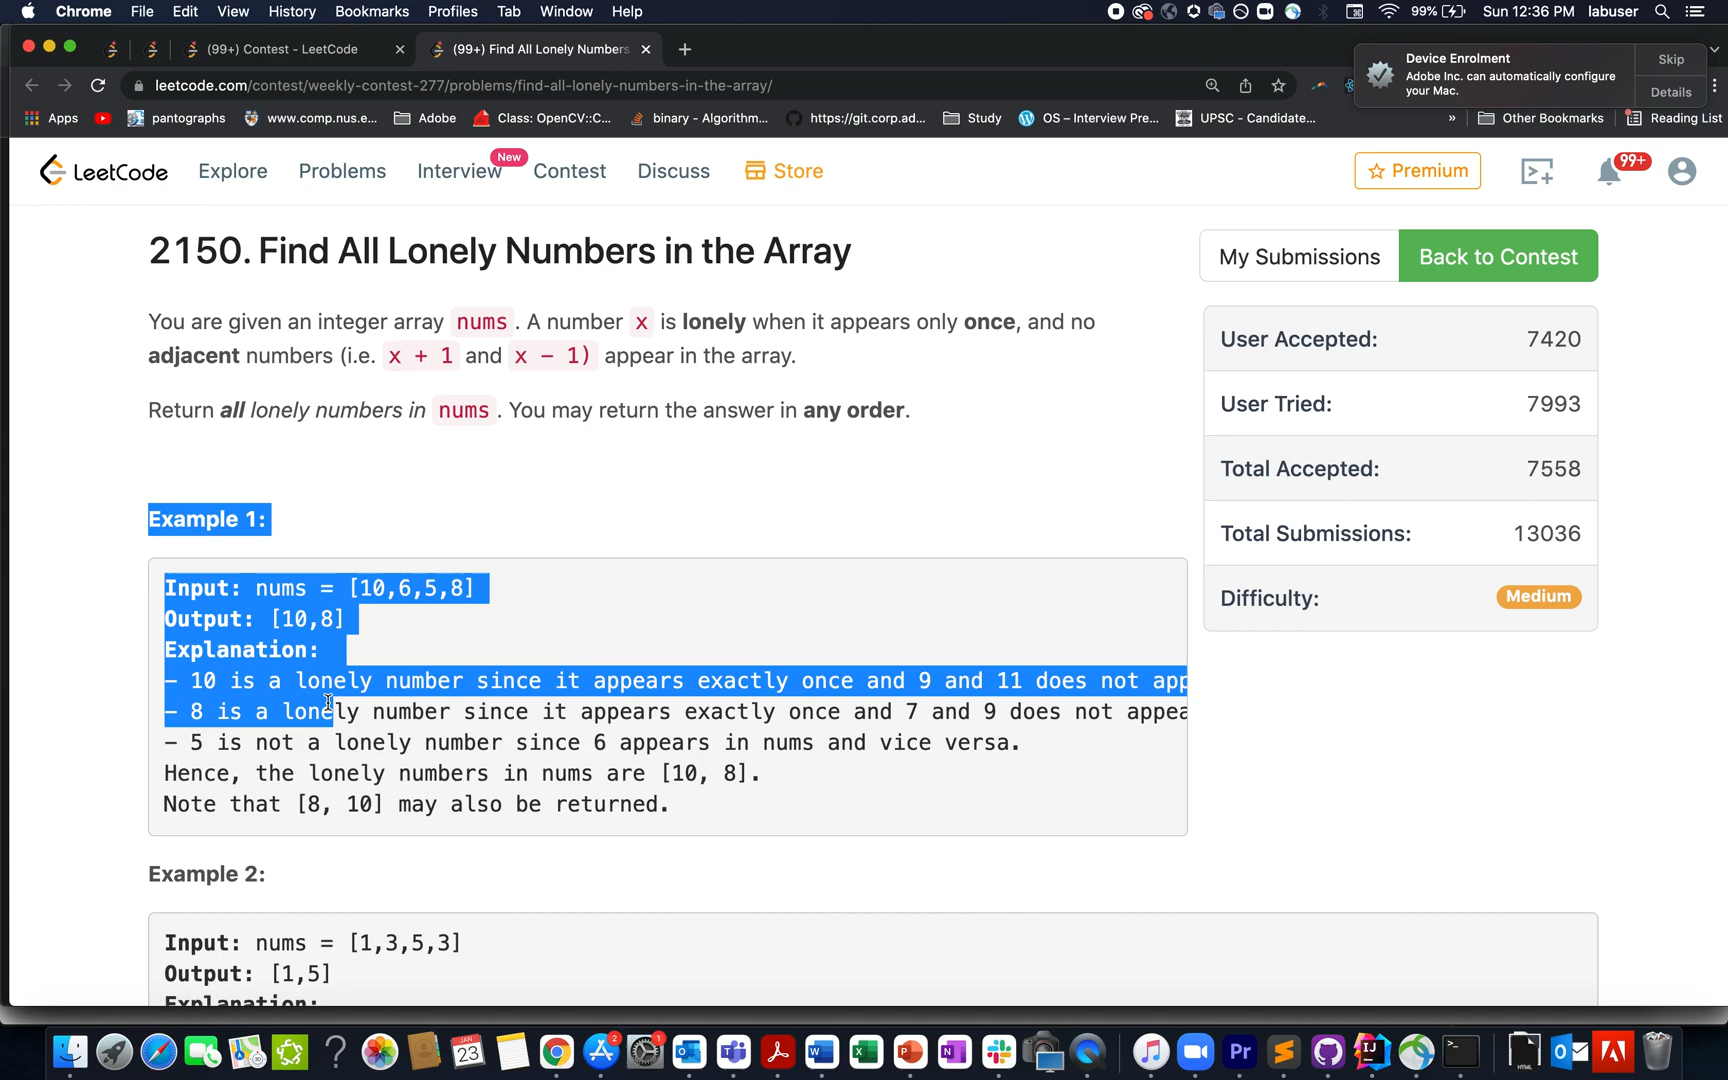 Chrome File Edit View History Bookmarks Profiles Tab Window Help 99% Sun 12:36 PM labuser
(99+) Contest - LeetCode
(99+) Find All Lonely Numbers
Device Enrolment
Adobe Inc. can automatically configure
your Mac.
Skip
Details
leetcode.com/contest/weekly-contest-277/problems/find-all-lonely-numbers-in-the-array/
Apps pantographs www.comp.nus.e... Adobe Class: OpenCV::C... binary - Algorithm... https://git.corp.ad... Study OS – Interview Pre... UPSC - Candidate... » Other Bookmarks Reading List
LeetCode Explore Problems Interview New Contest Discuss Store Premium 99+
2150. Find All Lonely Numbers in the Array
My Submissions Back to Contest
You are given an integer array nums. A number x is lonely when it appears only once, and no
adjacent numbers (i.e. x + 1 and x - 1) appear in the array.
Return all lonely numbers in nums. You may return the answer in any order.
User Accepted: 7420
User Tried: 7993
Total Accepted: 7558
Total Submissions: 13036
Difficulty: Medium
Example 1:
Input: nums = [10,6,5,8]
Output: [10,8]
Explanation:
- 10 is a lonely number since it appears exactly once and 9 and 11 does not app
- 8 is a lonely number since it appears exactly once and 7 and 9 does not appea
- 5 is not a lonely number since 6 appears in nums and vice versa.
Hence, the lonely numbers in nums are [10, 8].
Note that [8, 10] may also be returned.
Example 2:
Input: nums = [1,3,5,3]
Output: [1,5]
Explanation:
JAN
23
2
1